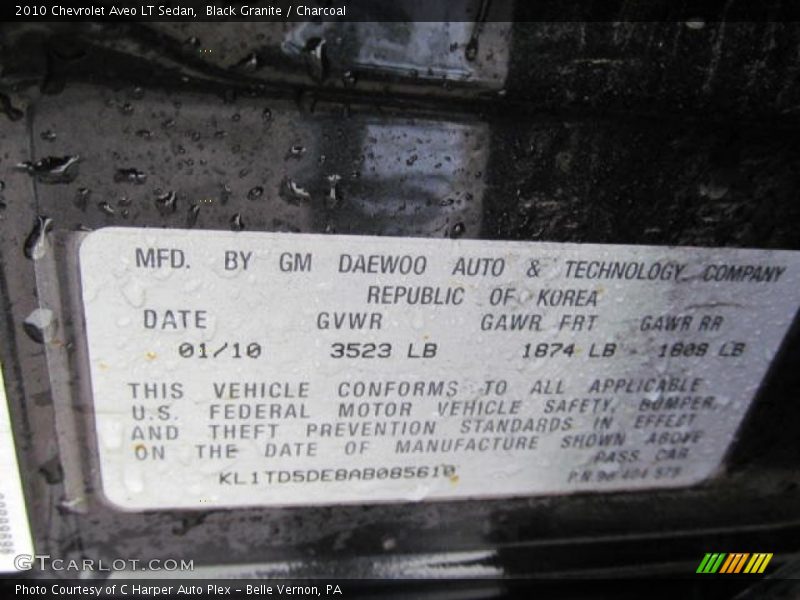 2010 Chevrolet Aveo LT Sedan, Black Granite / Charcoal
MFD. BY GM DAEWOO AUTO & TECHNOLOGY COMPANY
REPUBLIC OF KOREA
DATE GVWR GAWR FRT GAWR RR
01/10 3523 LB 1874 LB - 1808 LB
THIS VEHICLE CONFORMS TO ALL APPLICABLE
U.S. FEDERAL MOTOR VEHICLE SAFETY, BUMPER,
AND THEFT PREVENTION STANDARDS IN EFFECT
ON THE DATE OF MANUFACTURE SHOWN ABOVE
PASS. CAR
KL1TD5DE8AB085610 P.N.
GTCARLOT.COM
Photo Courtesy of C Harper Auto Plex - Belle Vernon, PA